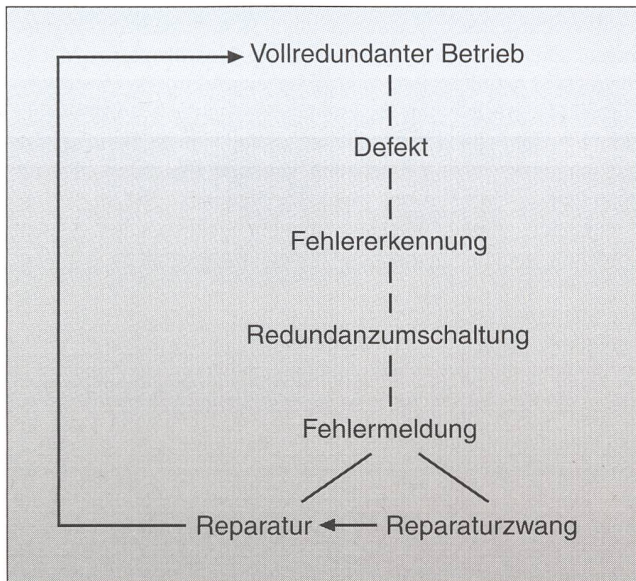 Vollredundanter Betrieb
Defekt
Fehlererkennung
Redundanzumschaltung
Fehlermeldung
Reparatur Reparaturzwang